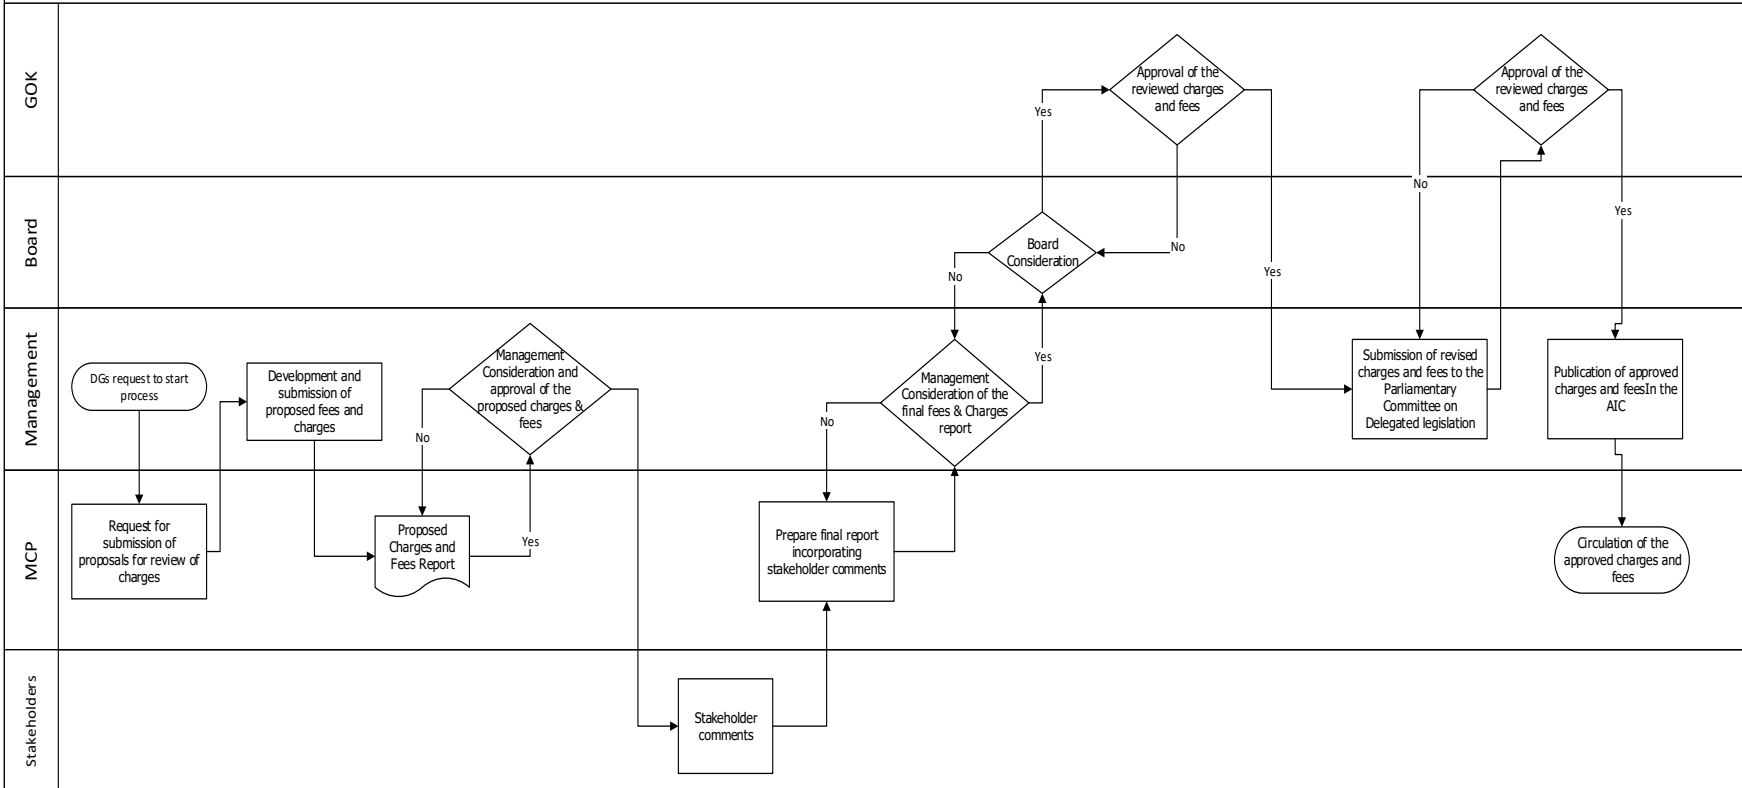 GOK
Approval of the
reviewed charges
and fees
Approval of the
reviewed charges
and fees
Yes
No
Yes
Board
Board
Consideration
No
No
Yes
Management
DGs request to start
process
Development and
submission of
proposed fees and
charges
Management
Consideration and
approval of the
proposed charges &
fees
No
Management
Consideration of the
final fees & Charges
report
No
Yes
Submission of revised
charges and fees to the
Parliamentary
Committee on
Delegated legislation
Publication of approved
charges and feesIn the
AIC
MCP
Request for
submission of
proposals for review of
charges
Proposed
Charges and
Fees Report
Yes
Prepare final report
incorporating
stakeholder comments
Circulation of the
approved charges and
fees
Stakeholders
Stakeholder
comments